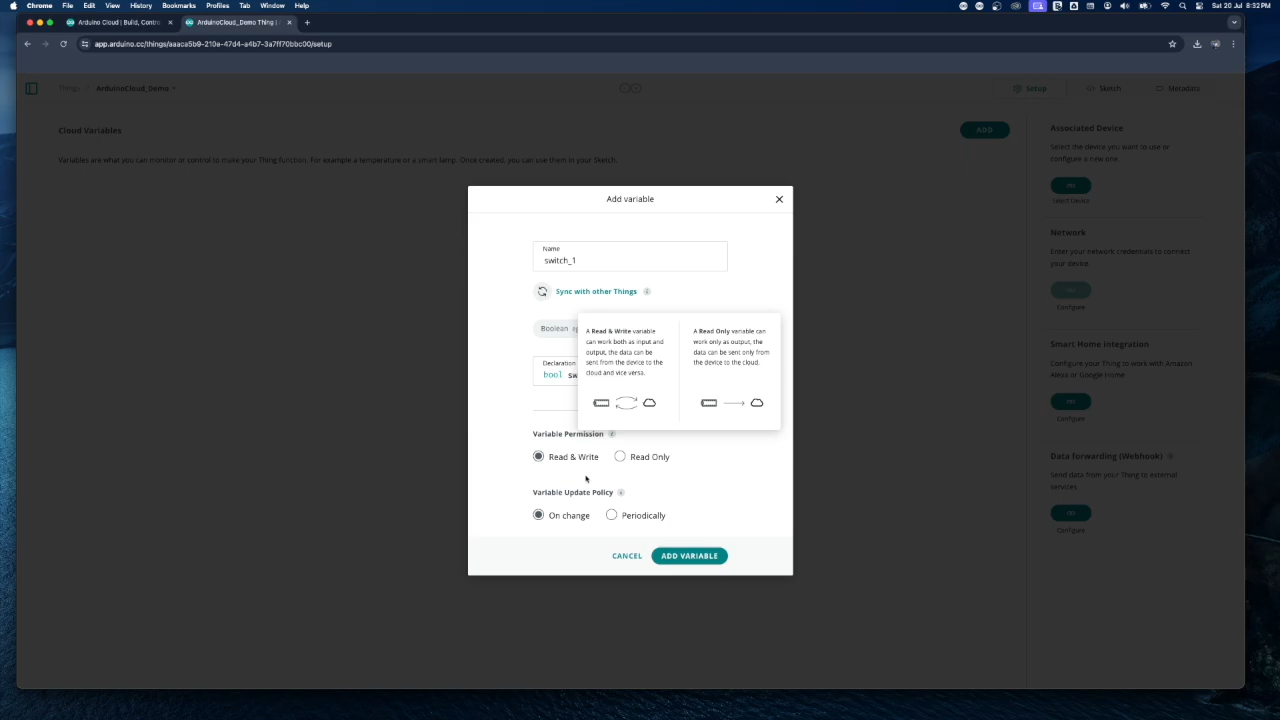 Chrome File Edit View History Bookmarks Profiles Tab Window Help Sat 20 Jul 8:32 PM
Arduino Cloud | Build, Contro ArduinoCloud_Demo Thing |
app.arduino.cc/things/aaaca5b9-210e-47d4-a4b7-3a7ff70bbc00/setup
Things ArduinoCloud_Demo Setup </> Sketch Metadata
Cloud Variables
ADD
Variables are what you can monitor or control to make your Thing function. For example a temperature or a smart lamp. Once created, you can use them in your Sketch.
Associated Device
Select the device you want to use or
configure a new one.
Select Device
Network
Enter your network credentials to connect
your device.
Configure
Smart Home integration
Configure your Thing to work with Amazon
Alexa or Google Home
Configure
Data forwarding (Webhook)
Send data from your Thing to external
services
Configure
Add variable
Name
switch_1
Sync with other Things
Boolean
Declaration
bool sw
A Read & Write variable
can work both as input and
output, the data can be
sent from the device to the
cloud and vice versa.
A Read Only variable can
work only as output, the
data can be sent only from
the device to the cloud.
Variable Permission
Read & Write Read Only
Variable Update Policy
On change Periodically
CANCEL ADD VARIABLE